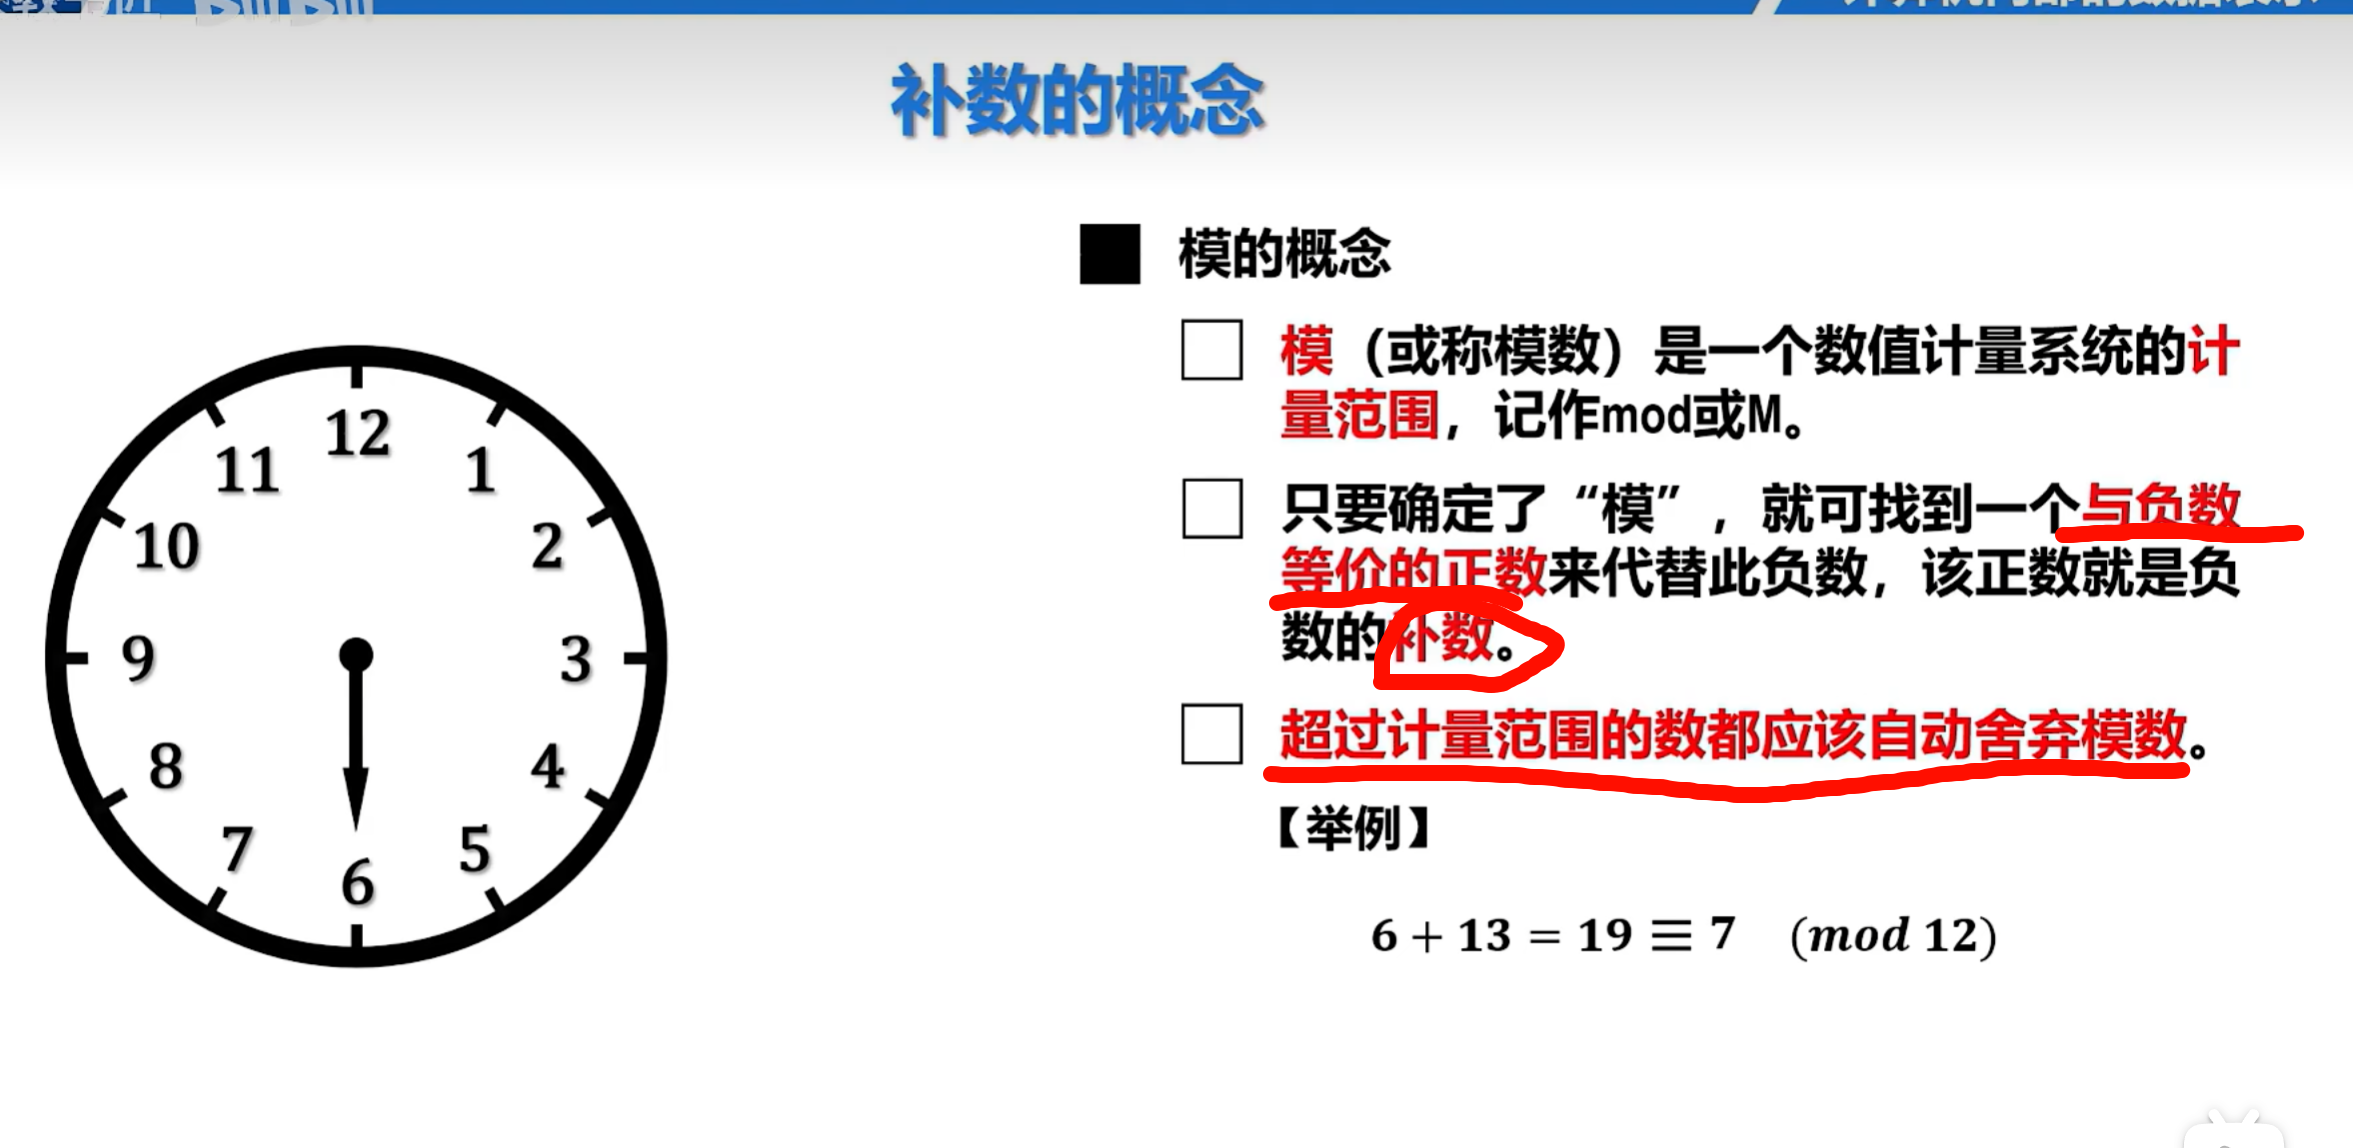 补数的概念
模的概念
模（或称模数）是一个数值计量系统的计
量范围，记作mod或M。
只要确定了“模”，就可找到一个与负数
等价的正数来代替此负数，该正数就是负
数的补数。
超过计量范围的数都应该自动舍弃模数。
【举例】
6 + 13 = 19 ≡ 7 (mod 12)
12
11
1
10
2
9
3
8
4
7
5
6